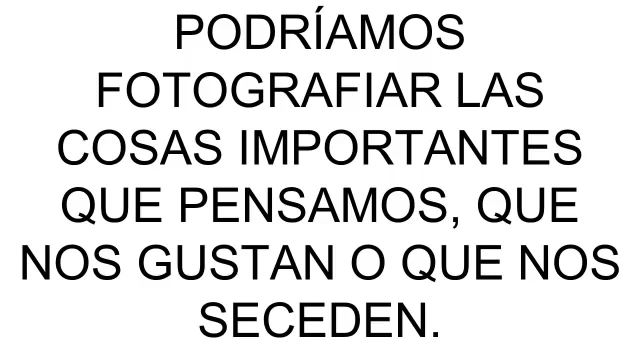 PODRÍAMOS
FOTOGRAFIAR LAS
COSAS IMPORTANTES
QUE PENSAMOS, QUE
NOS GUSTAN O QUE NOS
SECEDEN.